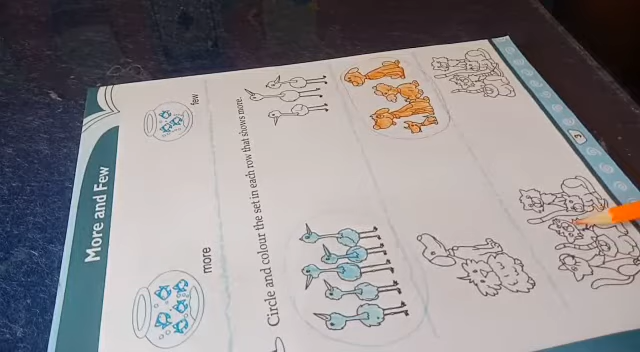 More and Few
more
few
Circle and colour the set in each row that shows more.